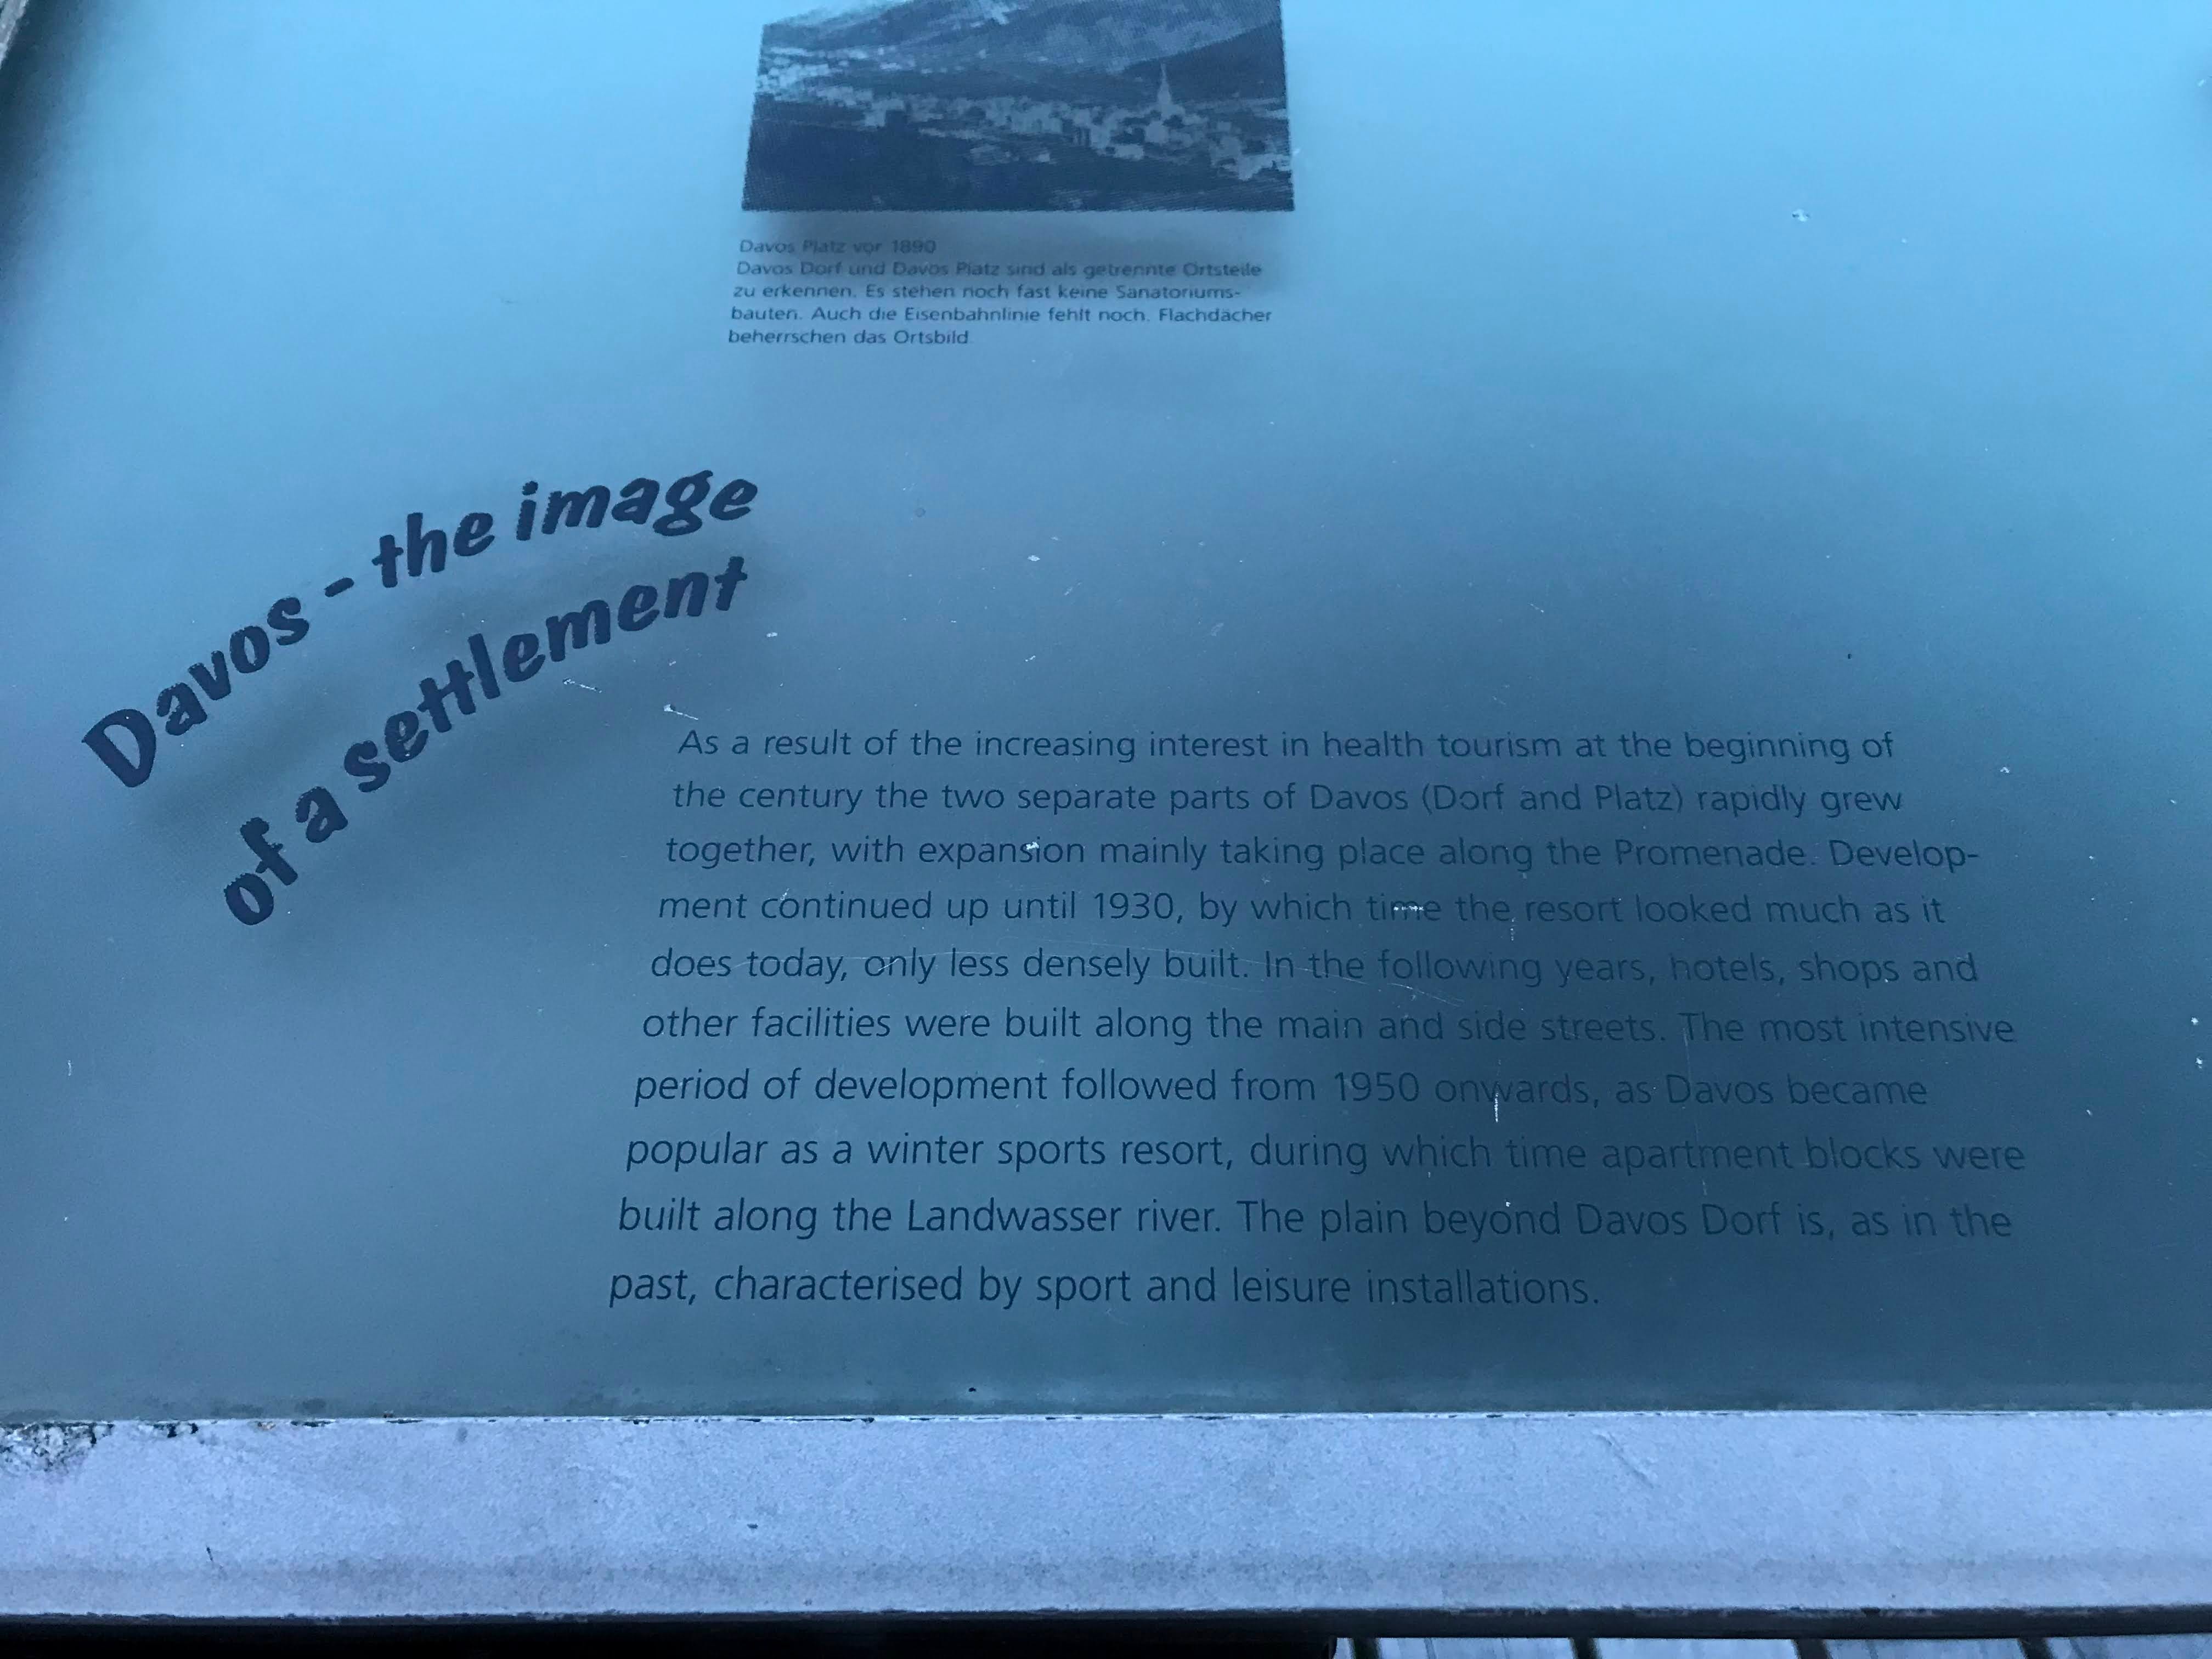 Davos Platz vor 1890
Davos Dorf und Davos Platz sind als getrennte Ortsteile
zu erkennen. Es stehen noch fast keine Sanatoriums-
bauten. Auch die Eisenbahnlinie fehlt noch. Flachdächer
beherrschen das Ortsbild.
Davos - the image
of a settlement
As a result of the increasing interest in health tourism at the beginning of
the century the two separate parts of Davos (Dorf and Platz) rapidly grew
together, with expansion mainly taking place along the Promenade. Develop-
ment continued up until 1930, by which time the resort looked much as it
does today, only less densely built. In the following years, hotels, shops and
other facilities were built along the main and side streets. The most intensive
period of development followed from 1950 onwards, as Davos became
popular as a winter sports resort, during which time apartment blocks were
built along the Landwasser river. The plain beyond Davos Dorf is, as in the
past, characterised by sport and leisure installations.